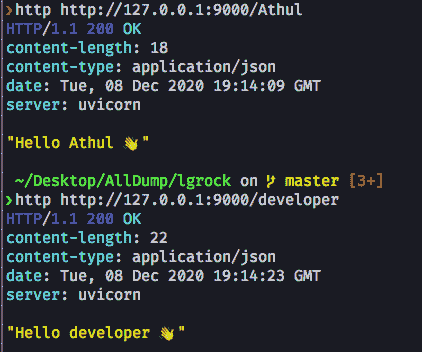 ❯http http://127.0.0.1:9000/Athul
HTTP/1.1 200 OK
content-length: 18
content-type: application/json
date: Tue, 08 Dec 2020 19:14:09 GMT
server: uvicorn
"Hello Athul 👋"
~/Desktop/AllDump/lgrock on master [3+]
❯http http://127.0.0.1:9000/developer
HTTP/1.1 200 OK
content-length: 22
content-type: application/json
date: Tue, 08 Dec 2020 19:14:23 GMT
server: uvicorn
"Hello developer 👋"